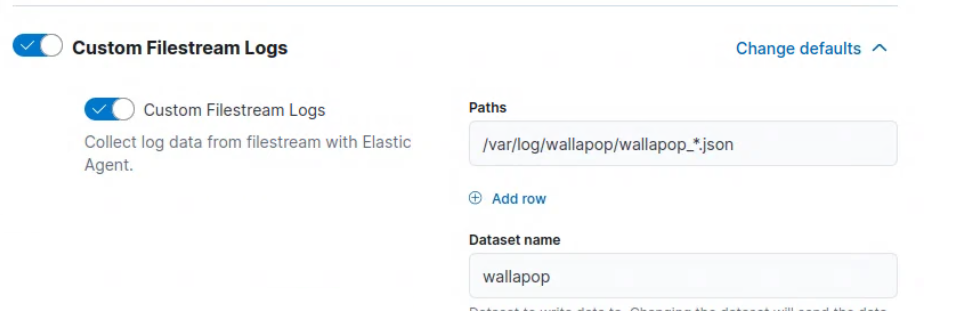 Custom Filestream Logs
Change defaults
Custom Filestream Logs
Collect log data from filestream with Elastic
Agent.
Paths
/var/log/wallapop/wallapop_*.json
Add row
Dataset name
wallapop
Dataset to write data to. Changing the dataset will send the data